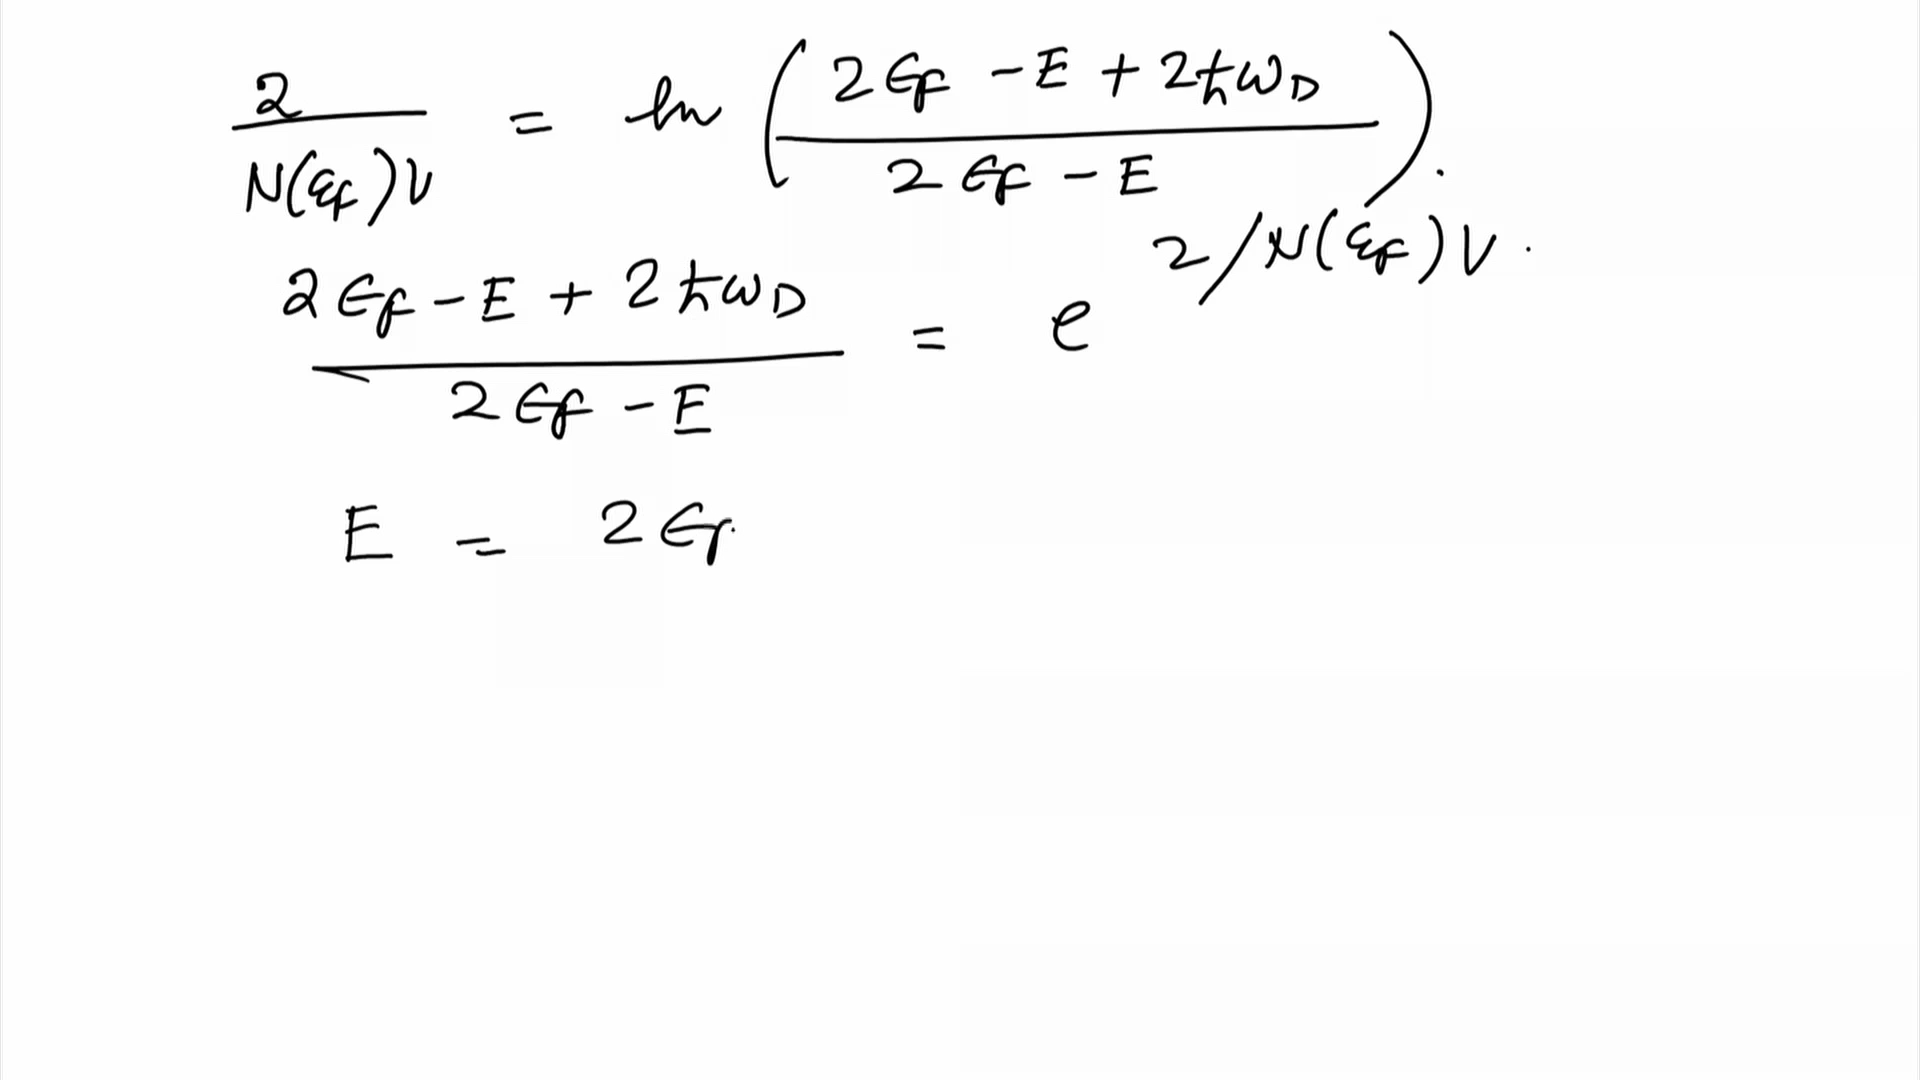 2/N(εf)V = ln((2εf - E + 2ħωD)/(2εf - E)).
(2εf - E + 2ħωD)/(2εf - E) = e^(2/N(εf)V).
E = 2εf